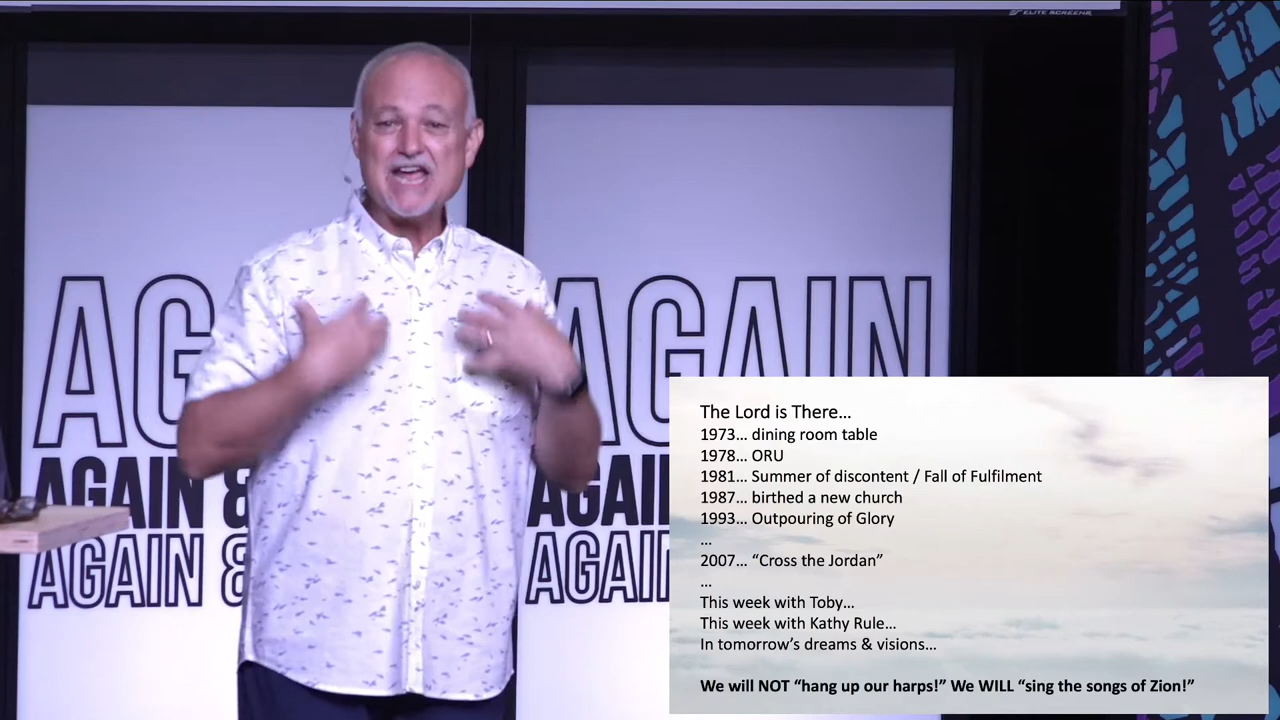 ELITE SCREENS
AG
AGAIN
AGAIN &
AGAIN
AGAIN &
AGAIN
The Lord is There...
1973... dining room table
1978... ORU
1981... Summer of discontent / Fall of Fulfilment
1987... birthed a new church
1993... Outpouring of Glory
...
2007... “Cross the Jordan”
...
This week with Toby...
This week with Kathy Rule...
In tomorrow’s dreams & visions...
We will NOT “hang up our harps!” We WILL “sing the songs of Zion!”